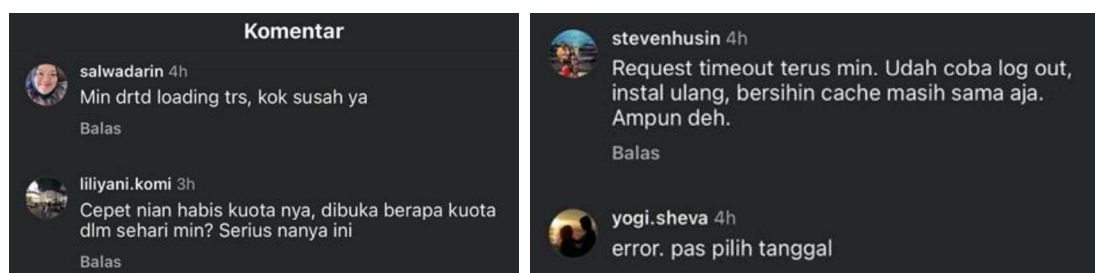 Komentar
salwadarin 4h
Min drtd loading trs, kok susah ya
Balas
liliyani.komi 3h
Cepet nian habis kuota nya, dibuka berapa kuota
dlm sehari min? Serius nanya ini
Balas
stevenhusin 4h
Request timeout terus min. Udah coba log out,
instal ulang, bersihin cache masih sama aja.
Ampun deh.
Balas
yogi.sheva 4h
error. pas pilih tanggal